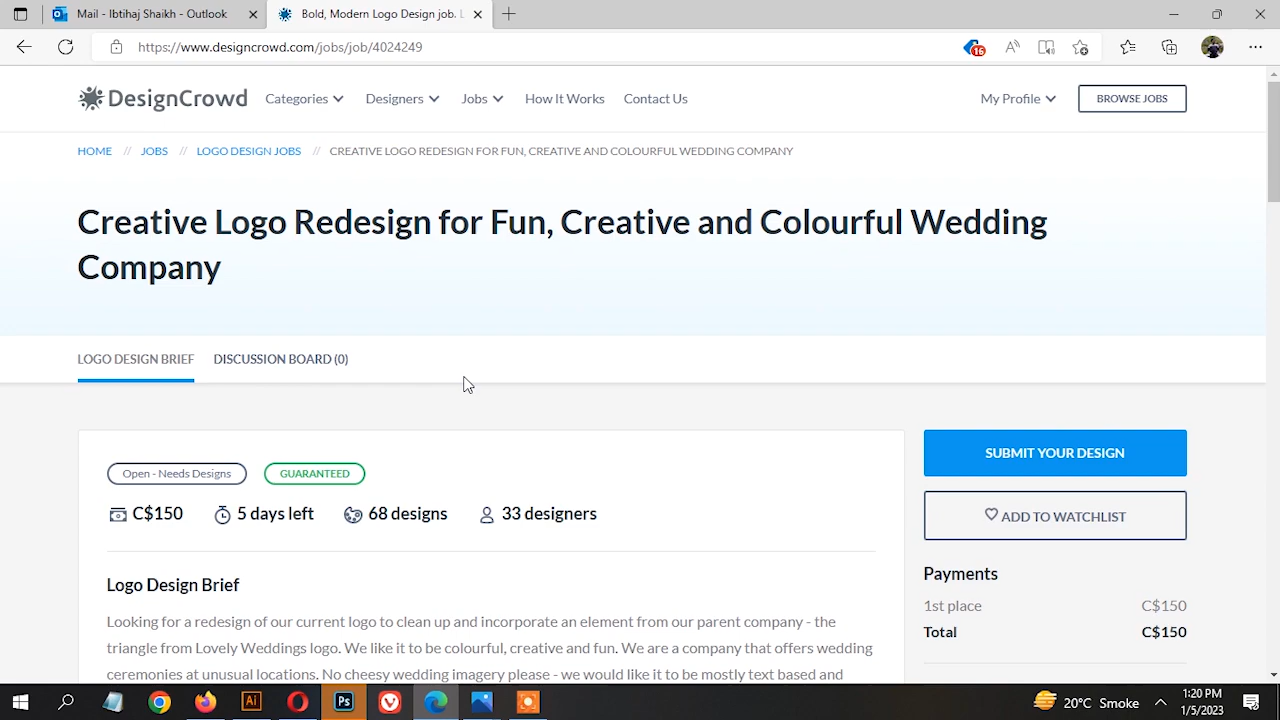 Mail - Ibtihaj Shaikh - Outlook
Bold, Modern Logo Design job. L
https://www.designcrowd.com/jobs/job/4024249
16
DesignCrowd
Categories
Designers
Jobs
How It Works
Contact Us
My Profile
BROWSE JOBS
HOME // JOBS // LOGO DESIGN JOBS // CREATIVE LOGO REDESIGN FOR FUN, CREATIVE AND COLOURFUL WEDDING COMPANY
Creative Logo Redesign for Fun, Creative and Colourful Wedding
Company
LOGO DESIGN BRIEF
DISCUSSION BOARD (0)
Open - Needs Designs
GUARANTEED
C$150
5 days left
68 designs
33 designers
Logo Design Brief
Looking for a redesign of our current logo to clean up and incorporate an element from our parent company - the
triangle from Lovely Weddings logo. We like it to be colourful, creative and fun. We are a company that offers wedding
ceremonies at unusual locations. No cheesy wedding imagery please - we would like it to be mostly text based and
SUBMIT YOUR DESIGN
ADD TO WATCHLIST
Payments
1st place C$150
Total C$150
Ai
Ps
20°C Smoke
1:20 PM
1/5/2023